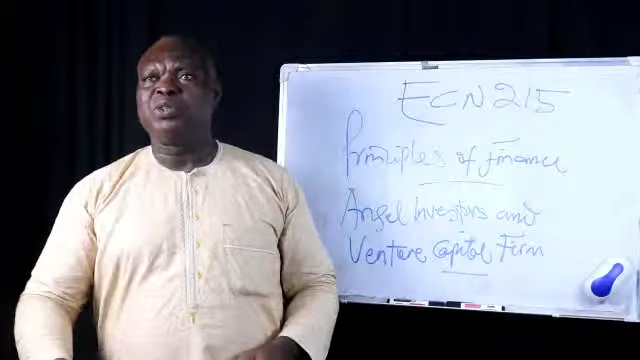 ECN 215
Principles of finance
Angel Investors and
Venture Capital Firm